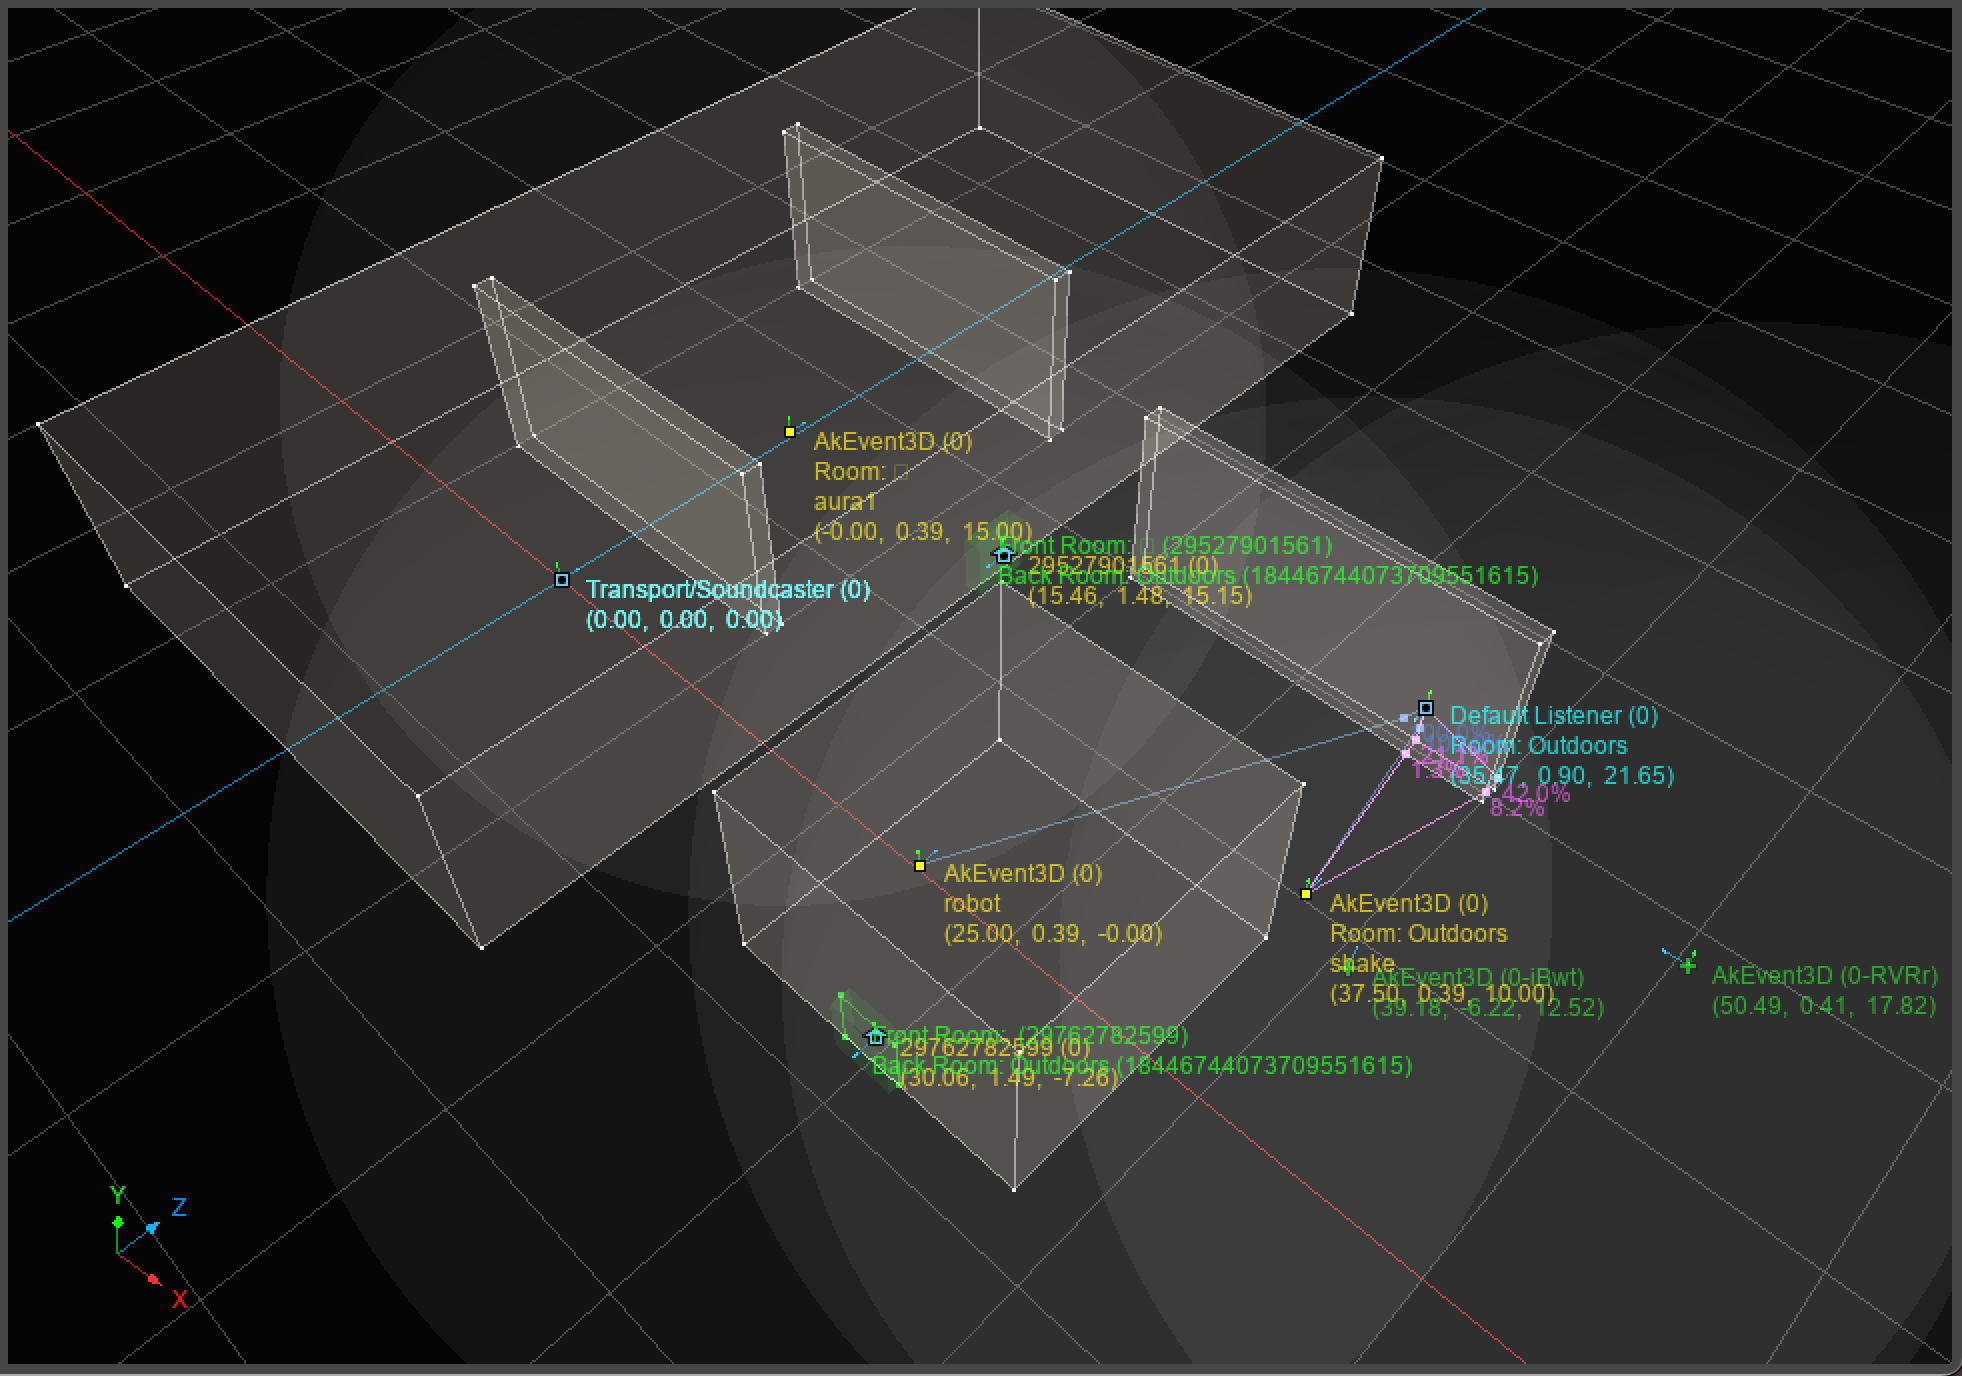 AkEvent3D (0)
Room: □
aura1
(-0.00, 0.39, 15.00)
Front Room: □ (29527901561)
29527901561 (0)
Back Room: Outdoors (18446744073709551615)
(15.46, 1.48, 15.15)
Transport/Soundcaster (0)
(0.00, 0.00, 0.00)
Default Listener (0)
Room: Outdoors
(35.47, 0.90, 21.65)
42.0%
8.2%
AkEvent3D (0)
robot
(25.00, 0.39, -0.00)
AkEvent3D (0)
Room: Outdoors
shake
(37.50, 0.39, 10.00)
AkEvent3D (0-iBwt)
(39.18, -6.22, 12.52)
AkEvent3D (0-RVRr)
(50.49, 0.41, 17.82)
Front Room: (29762782599)
29762782599 (0)
Back Room: Outdoors (18446744073709551615)
(30.06, 1.49, -7.26)
Y
Z
X